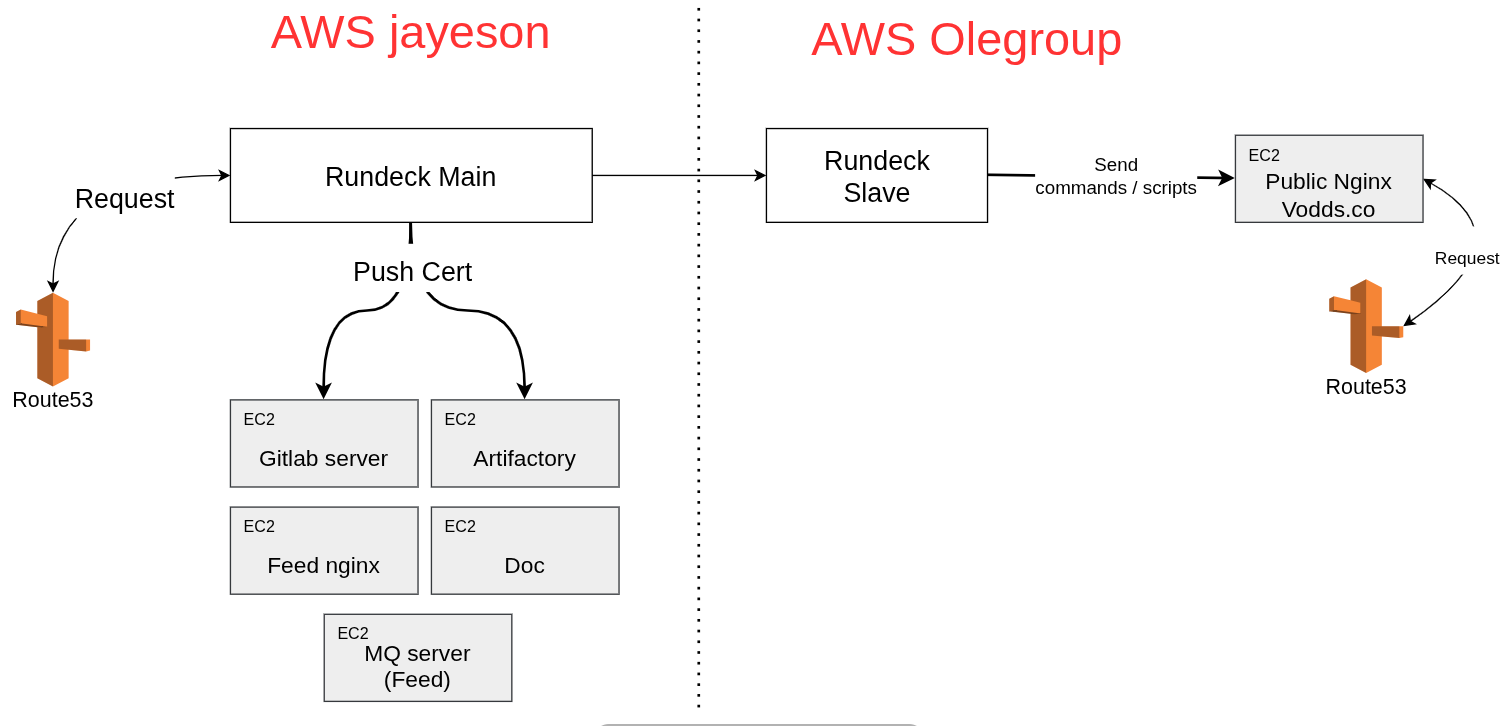 AWS jayeson
AWS Olegroup
Rundeck Main
Rundeck
Slave
Send
commands / scripts
EC2
Public Nginx
Vodds.co
Request
Request
Push Cert
Route53
Route53
EC2
Gitlab server
EC2
Artifactory
EC2
Feed nginx
EC2
Doc
EC2
MQ server
(Feed)